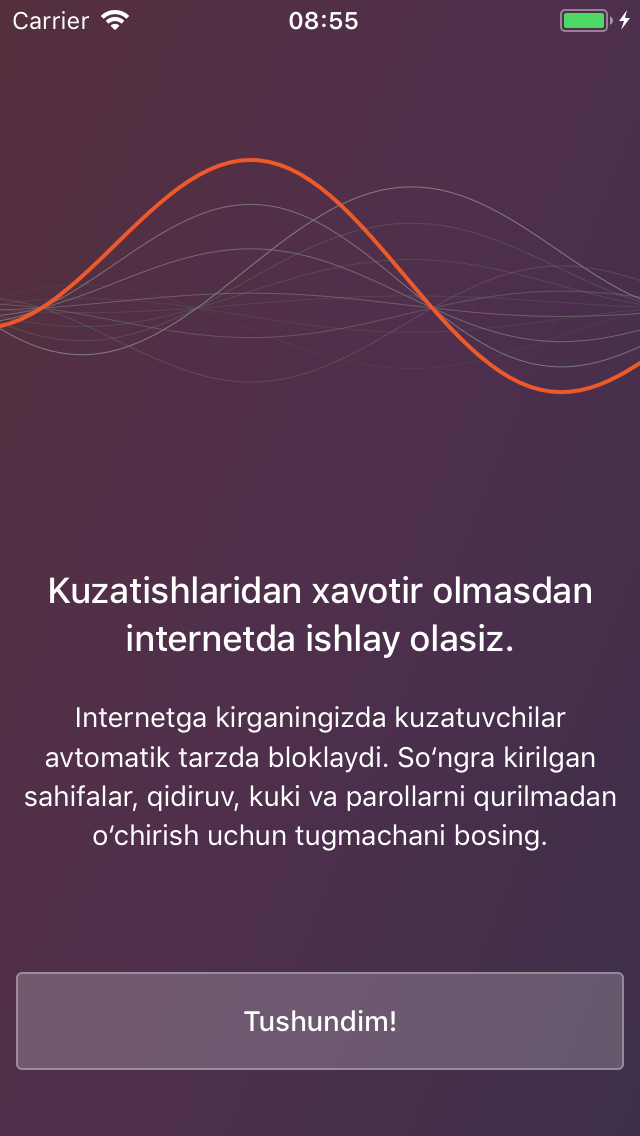 Carrier 08:55
Kuzatishlaridan xavotir olmasdan
internetda ishlay olasiz.
Internetga kirganingizda kuzatuvchilar
avtomatik tarzda bloklaydi. Soʻngra kirilgan
sahifalar, qidiruv, kuki va parollarni qurilmadan
oʻchirish uchun tugmachani bosing.
Tushundim!